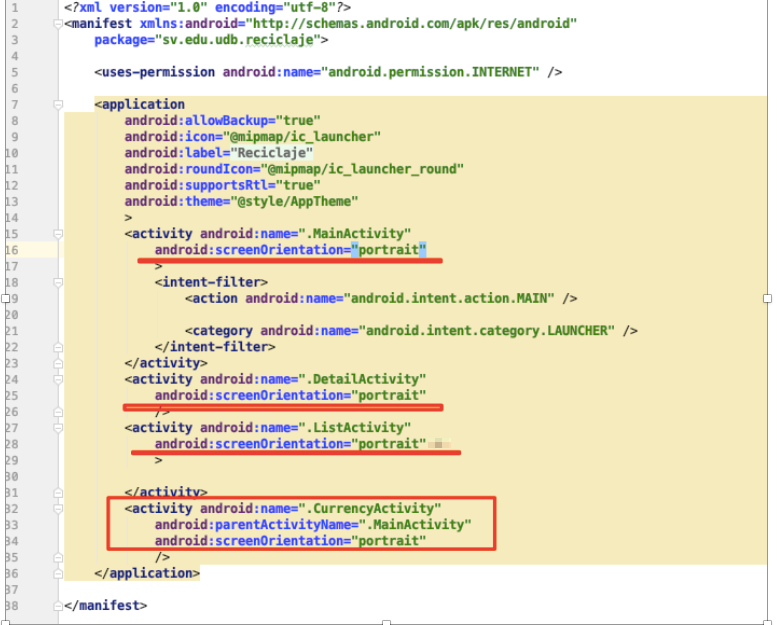 1 <?xml version="1.0" encoding="utf-8"?>
2 <manifest xmlns:android="http://schemas.android.com/apk/res/android"
3 package="sv.edu.udb.reciclaje">
4
5 <uses-permission android:name="android.permission.INTERNET" />
6
7 <application
8 android:allowBackup="true"
9 android:icon="@mipmap/ic_launcher"
10 android:label="Reciclaje"
11 android:roundIcon="@mipmap/ic_launcher_round"
12 android:supportsRtl="true"
13 android:theme="@style/AppTheme"
14 >
15 <activity android:name=".MainActivity"
16 android:screenOrientation="portrait"
17 >
18 <intent-filter>
19 <action android:name="android.intent.action.MAIN" />
20
21 <category android:name="android.intent.category.LAUNCHER" />
22 </intent-filter>
23 </activity>
24 <activity android:name=".DetailActivity"
25 android:screenOrientation="portrait"
26 />
27 <activity android:name=".ListActivity"
28 android:screenOrientation="portrait"
29 >
30
31 </activity>
32 <activity android:name=".CurrencyActivity"
33 android:parentActivityName=".MainActivity"
34 android:screenOrientation="portrait"
35 />
36 </application>
37
38 </manifest>